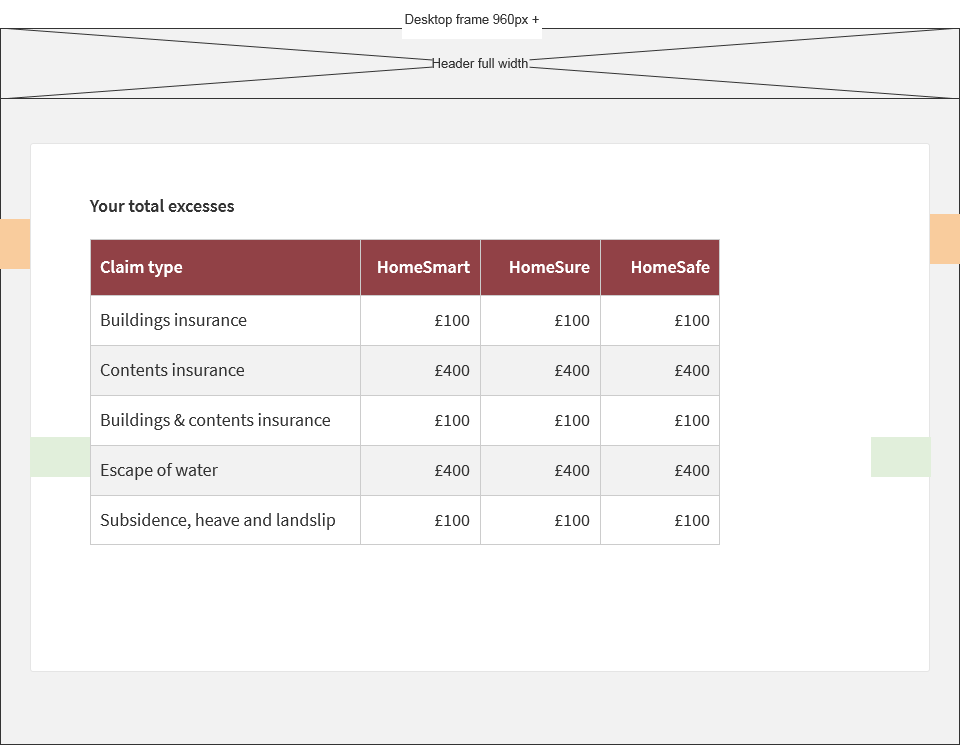 Desktop frame 960px +
Header full width
Your total excesses
Claim type HomeSmart HomeSure HomeSafe
Buildings insurance £100 £100 £100
Contents insurance £400 £400 £400
Buildings & contents insurance £100 £100 £100
Escape of water £400 £400 £400
Subsidence, heave and landslip £100 £100 £100